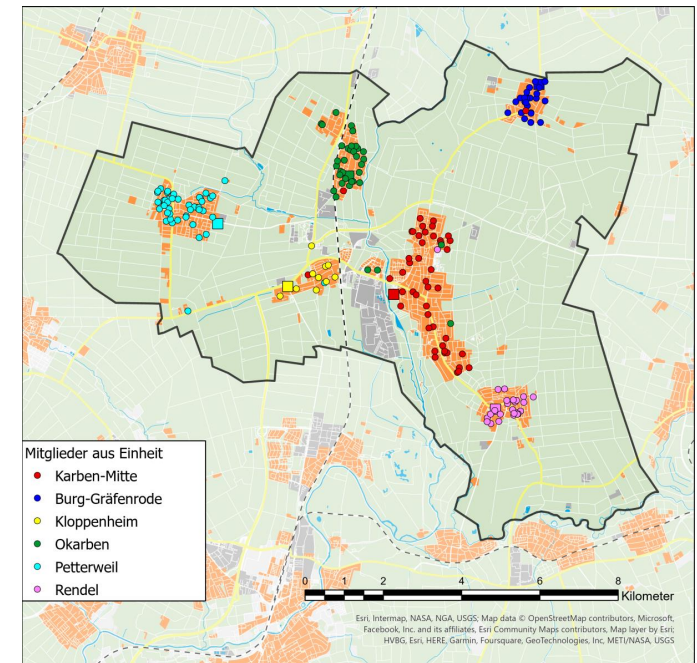 Mitglieder aus Einheit
Karben-Mitte
Burg-Gräfenrode
Kloppenheim
Okarben
Petterweil
Rendel
0 1 2 4 6 8
Kilometer
Esri, Intermap, NASA, NGA, USGS; Map data © OpenStreetMap contributors, Microsoft,
Facebook, Inc. and its affiliates, Esri Community Maps contributors, Map layer by Esri;
HVBG, Esri, HERE, Garmin, Foursquare, GeoTechnologies, Inc, METI/NASA, USGS